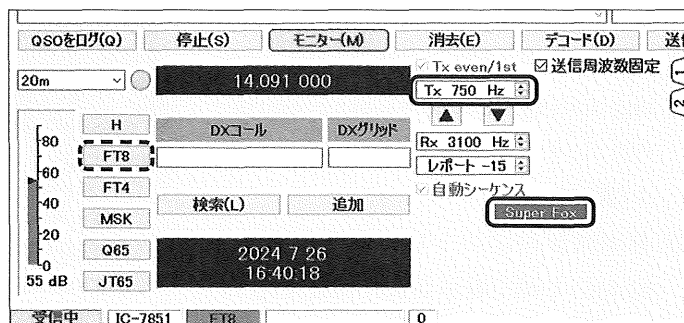 QSOをログ(Q) 停止(S) モニター(M) 消去(E) デコード(D) 送信
20m 14.091 000 Tx even/1st 送信周波数固定
Tx 750 Hz
1
2
H DXコール DXグリッド
FT8 Rx 3100 Hz
FT4 レポート -15
検索(L) 追加 自動シーケンス
MSK Super Fox
Q65 2024 7 26
JT65 16:40:18
80
60
40
20
0
55 dB
受信中 IC-7851 FT8 0